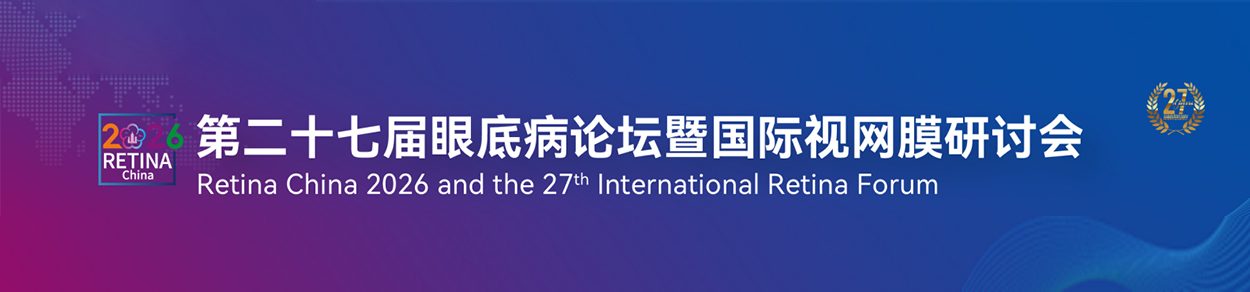 2026
RETINA
China
第二十七届眼底病论坛暨国际视网膜研讨会
Retina China 2026 and the 27th International Retina Forum
27
ANNIVERSARY